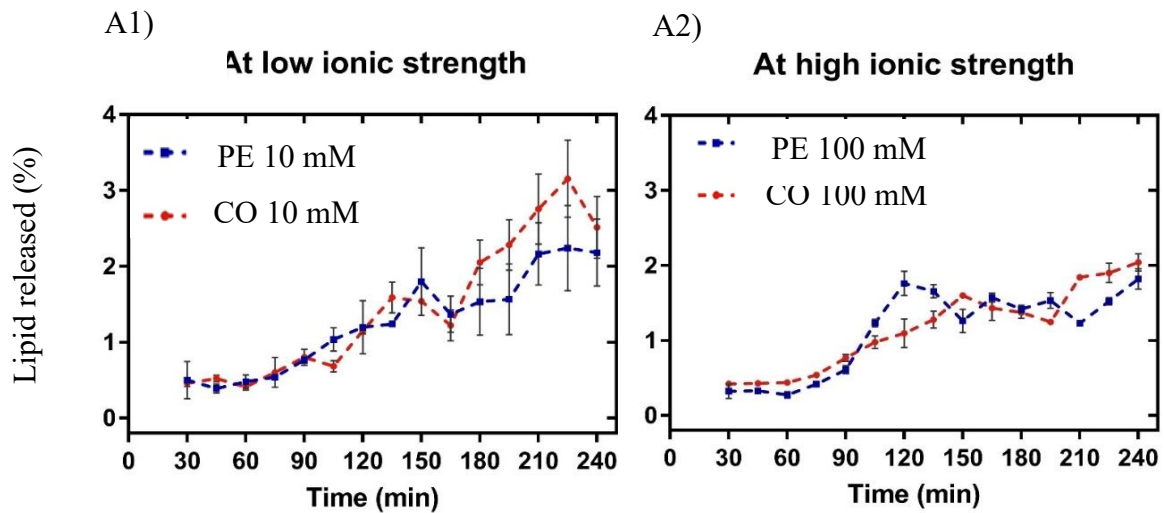 A1)
At low ionic strength
4
3
2
1
0
PE 10 mM
CO 10 mM
Lipid released (%)
0 30 60 90 120 150 180 210 240
Time (min)
A2)
At high ionic strength
4
3
2
1
0
PE 100 mM
CO 100 mM
0 30 60 90 120 150 180 210 240
Time (min)